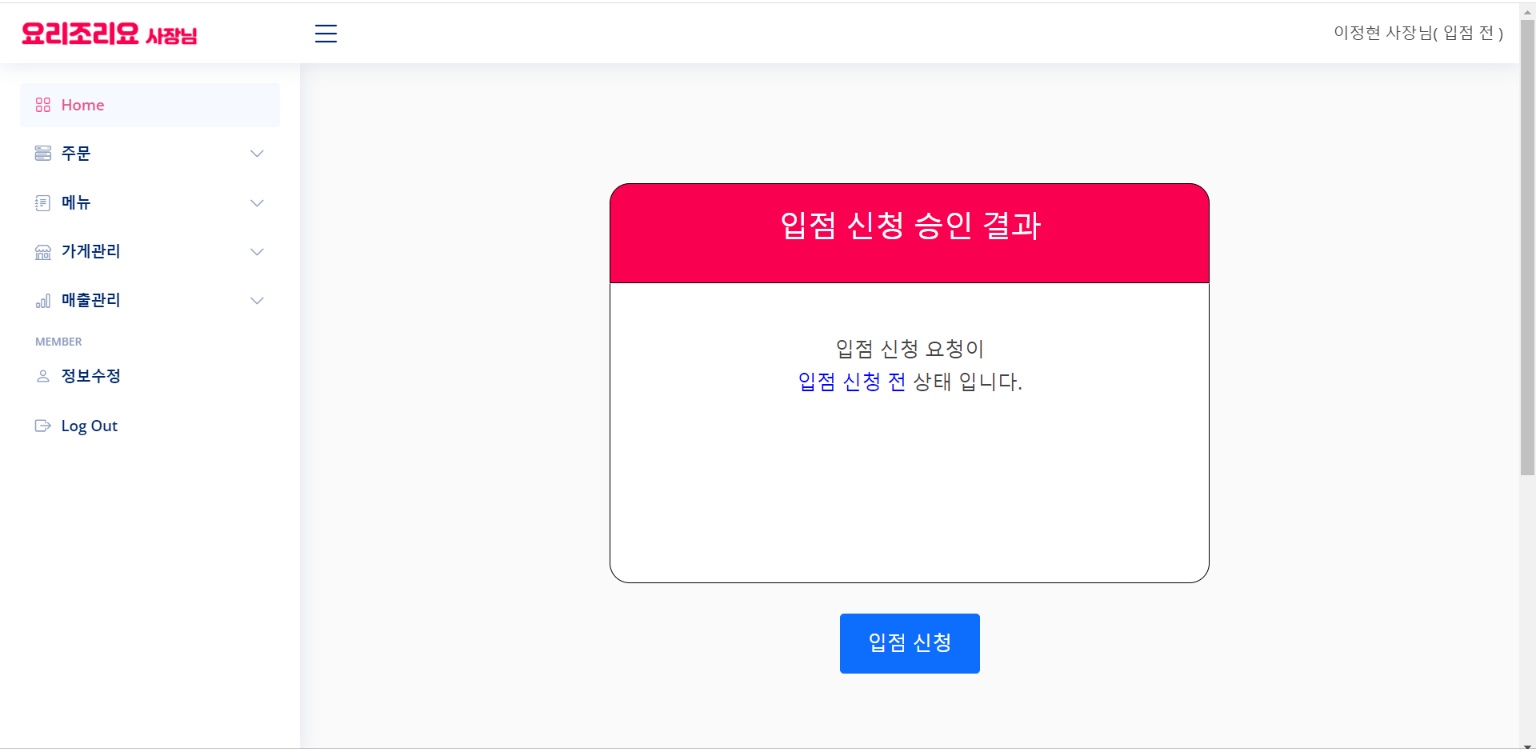 요리조리요 사장님
이정현 사장님( 입점 전 )
Home
주문
메뉴
가게관리
매출관리
MEMBER
정보수정
Log Out
입점 신청 승인 결과
입점 신청 요청이
입점 신청 전 상태 입니다.
입점 신청